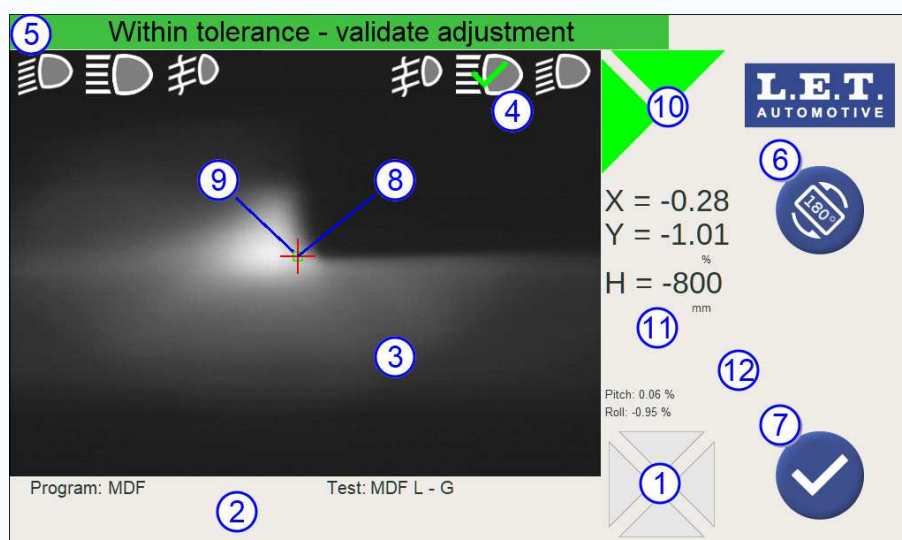 5
Within tolerance - validate adjustment
4
10
L.E.T.
AUTOMOTIVE
6
180°
9
8
X = -0.28
Y = -1.01
%
H = -800
mm
11
3
12
Pitch: 0.06 %
Roll: -0.95 %
7
1
Program: MDF
Test: MDF L - G
2